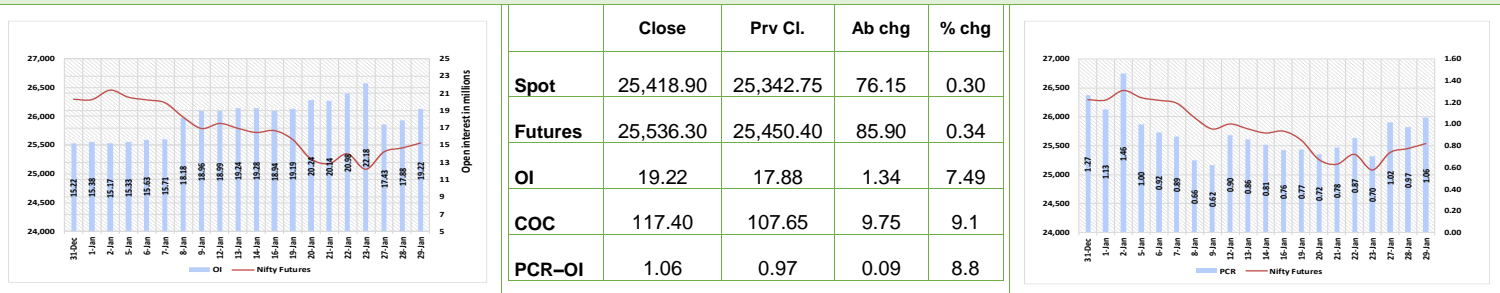 27,000
26,500
26,000
25,500
25,000
24,500
24,000
25
23
21
19
17
15
13
11
9
7
5
Open interest in millions
15.22 15.38 15.17 15.33 15.63 15.71 18.18 18.96 18.99 19.24 19.28 18.94 19.19 20.24 20.14 20.98 22.18 17.43 17.88 19.22
31-Dec 1-Jan 2-Jan 5-Jan 6-Jan 7-Jan 8-Jan 9-Jan 12-Jan 13-Jan 14-Jan 16-Jan 19-Jan 20-Jan 21-Jan 22-Jan 23-Jan 27-Jan 28-Jan 29-Jan
OI Nifty Futures
Close Prv Cl. Ab chg % chg
Spot 25,418.90 25,342.75 76.15 0.30
Futures 25,536.30 25,450.40 85.90 0.34
OI 19.22 17.88 1.34 7.49
COC 117.40 107.65 9.75 9.1
PCR–OI 1.06 0.97 0.09 8.8
27,000
26,500
26,000
25,500
25,000
24,500
24,000
1.60
1.40
1.20
1.00
0.80
0.60
0.40
0.20
0.00
1.27 1.13 1.46 1.00 0.92 0.89 0.66 0.62 0.90 0.86 0.81 0.76 0.77 0.72 0.78 0.87 0.70 1.02 0.97 1.06
31-Dec 1-Jan 2-Jan 5-Jan 6-Jan 7-Jan 8-Jan 9-Jan 12-Jan 13-Jan 14-Jan 16-Jan 19-Jan 20-Jan 21-Jan 22-Jan 23-Jan 27-Jan 28-Jan 29-Jan
PCR Nifty Futures